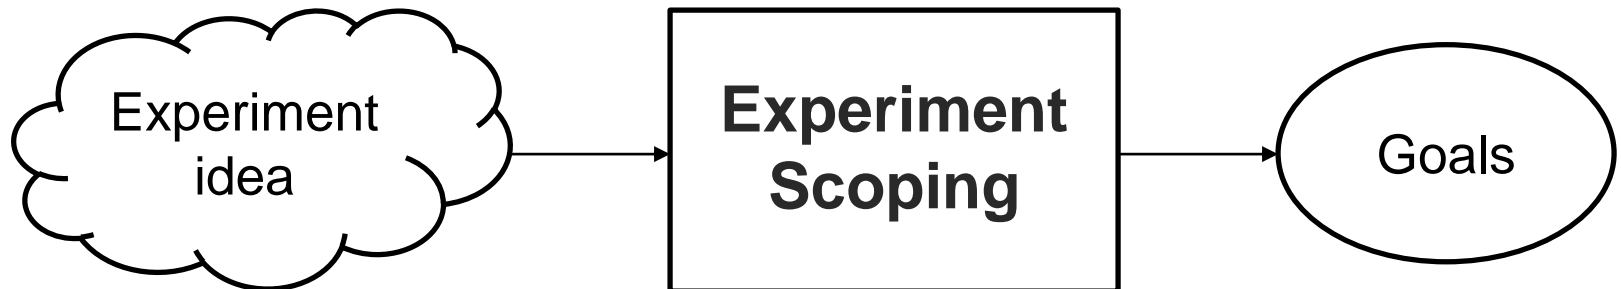 Experiment
idea
Experiment
Scoping
Goals